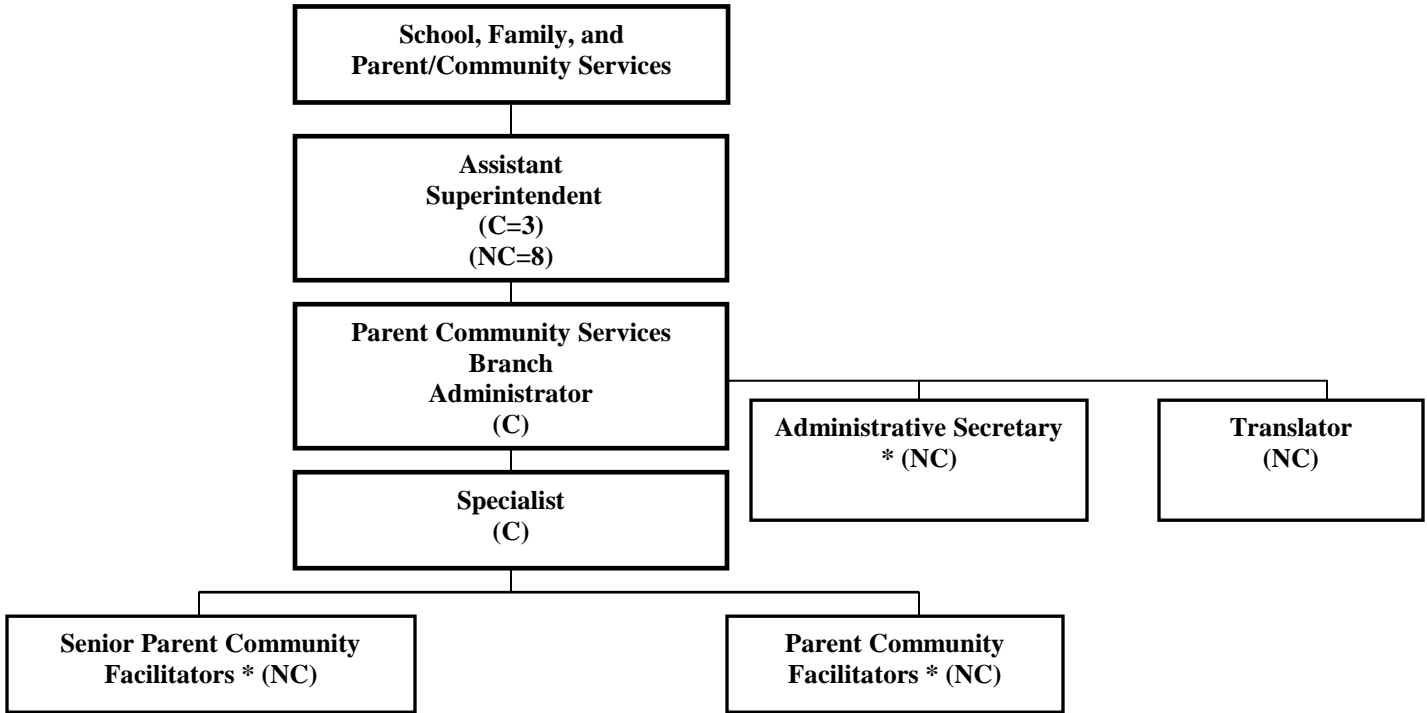 School, Family, and
Parent/Community Services
Assistant
Superintendent
(C=3)
(NC=8)
Parent Community Services
Branch
Administrator
(C)
Administrative Secretary
* (NC)
Translator
(NC)
Specialist
(C)
Senior Parent Community
Facilitators * (NC)
Parent Community
Facilitators * (NC)